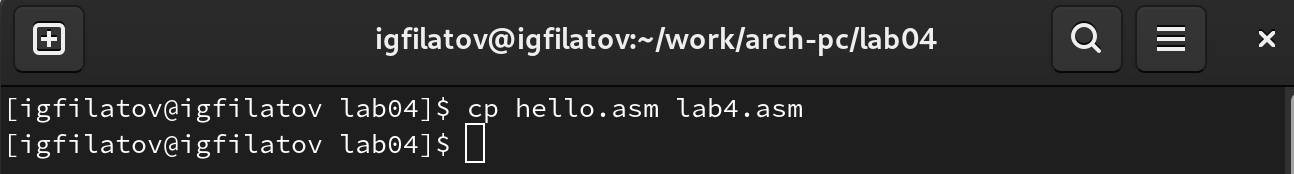 igfilatov@igfilatov:~/work/arch-pc/lab04
[igfilatov@igfilatov lab04]$ cp hello.asm lab4.asm
[igfilatov@igfilatov lab04]$